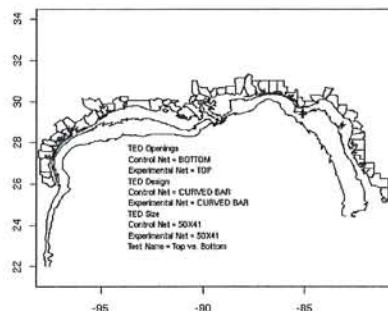 34
32
30
28
26
24
22
TED Openings
Control Net = BOTTOM
Experimental Net = TOP
TED Design
Control Net = CURVED BAR
Experimental Net = CURVED BAR
TED Size
Control Net = 50X41
Experimental Net = 50X41
Test Name = Top vs. Bottom
-95
-90
-85